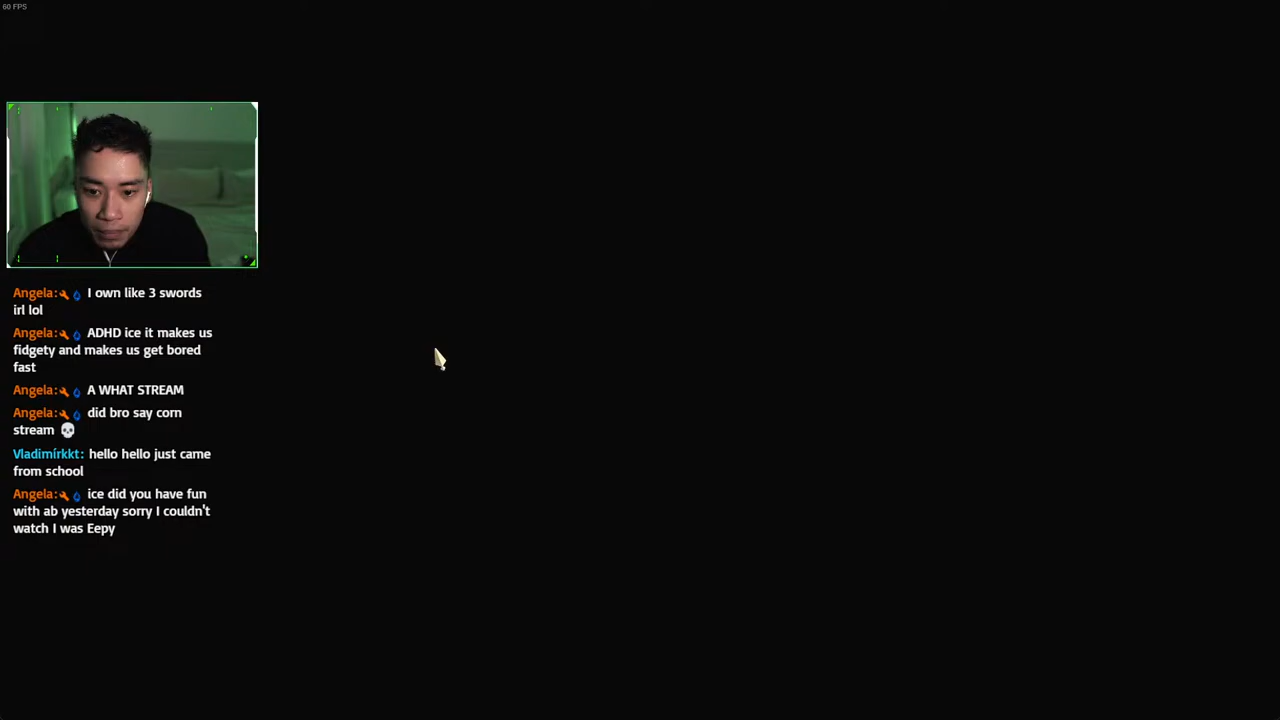 60 FPS
Angela: I own like 3 swords
irl lol
Angela: ADHD ice it makes us
fidgety and makes us get bored
fast
Angela: A WHAT STREAM
Angela: did bro say corn
stream 💀
Vladimírkkt: hello hello just came
from school
Angela: ice did you have fun
with ab yesterday sorry I couldn't
watch I was Eepy